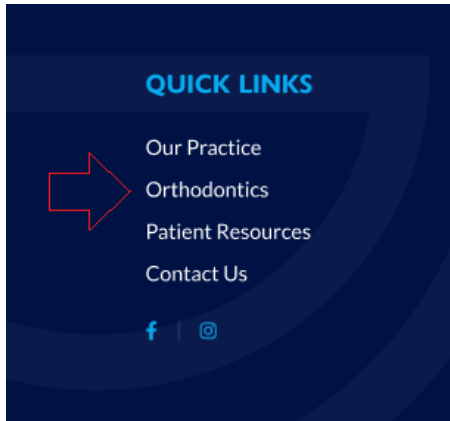 QUICK LINKS
Our Practice
Orthodontics
Patient Resources
Contact Us